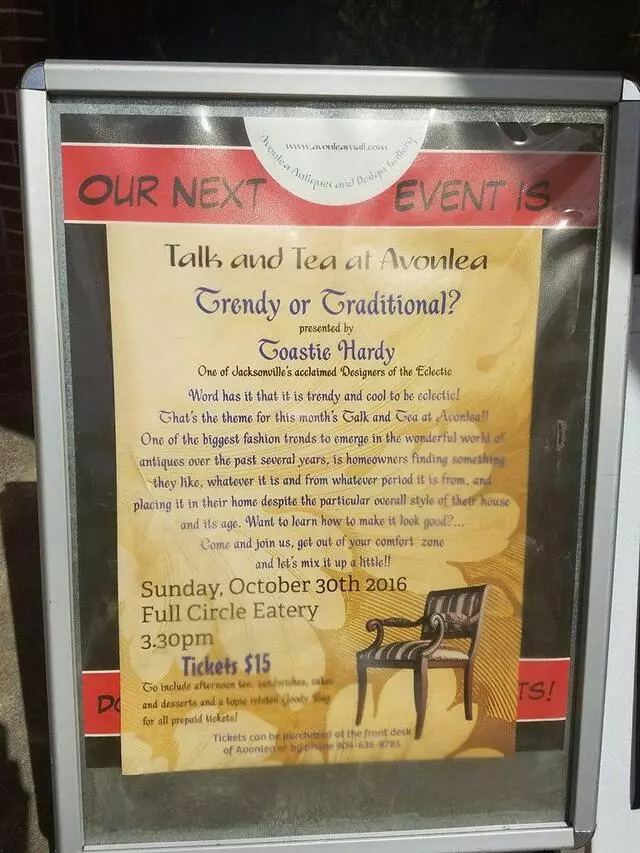 www.avonleamall.com
Avonlea Antiques and Design Gallery
OUR NEXT EVENT IS
Talk and Tea at Avonlea
Trendy or Traditional?
presented by
Toastie Hardy
One of Jacksonville's acclaimed Designers of the Eclectic
Word has it that it is trendy and cool to be eclectic!
That's the theme for this month's Talk and Tea at Avonlea!!
One of the biggest fashion trends to emerge in the wonderful world of
antiques over the past several years, is homeowners finding something
they like, whatever it is and from whatever period it is from, and
placing it in their home despite the particular overall style of their house
and its age. Want to learn how to make it look good?...
Come and join us, get out of your comfort zone
and let's mix it up a little!!
Sunday, October 30th 2016
Full Circle Eatery
3.30pm
Tickets $15
To include afternoon tea, sandwiches, cakes
and desserts and a topic related Goody Bag
for all prepaid tickets!
DO TS!
Tickets can be purchased at the front desk
of Avonlea or by phone 904-636-8785